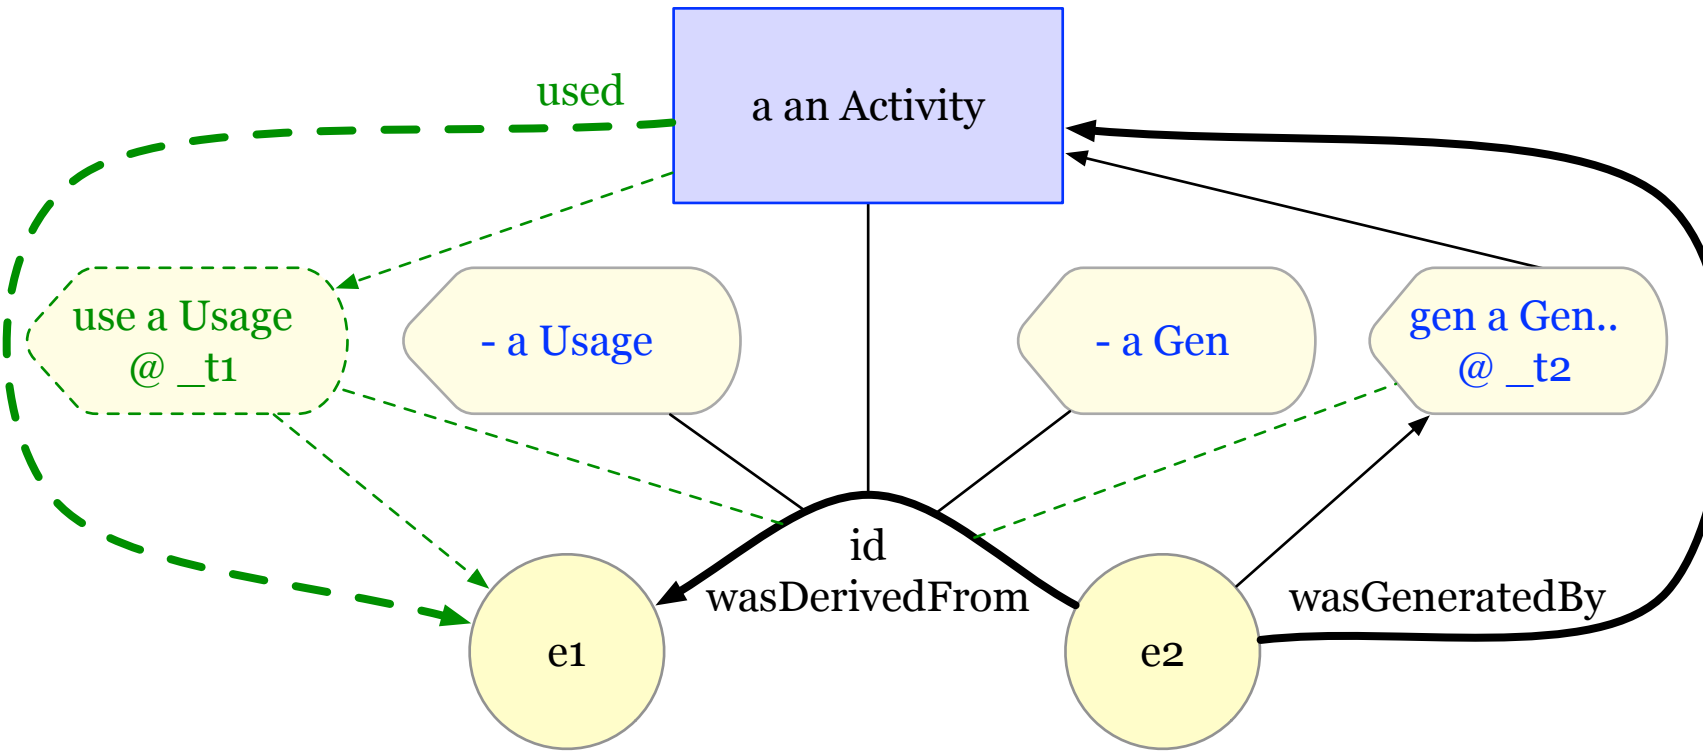 used
a an Activity
use a Usage
@ _t1
- a Usage
- a Gen
gen a Gen..
@ _t2
id
wasDerivedFrom
wasGeneratedBy
e1
e2